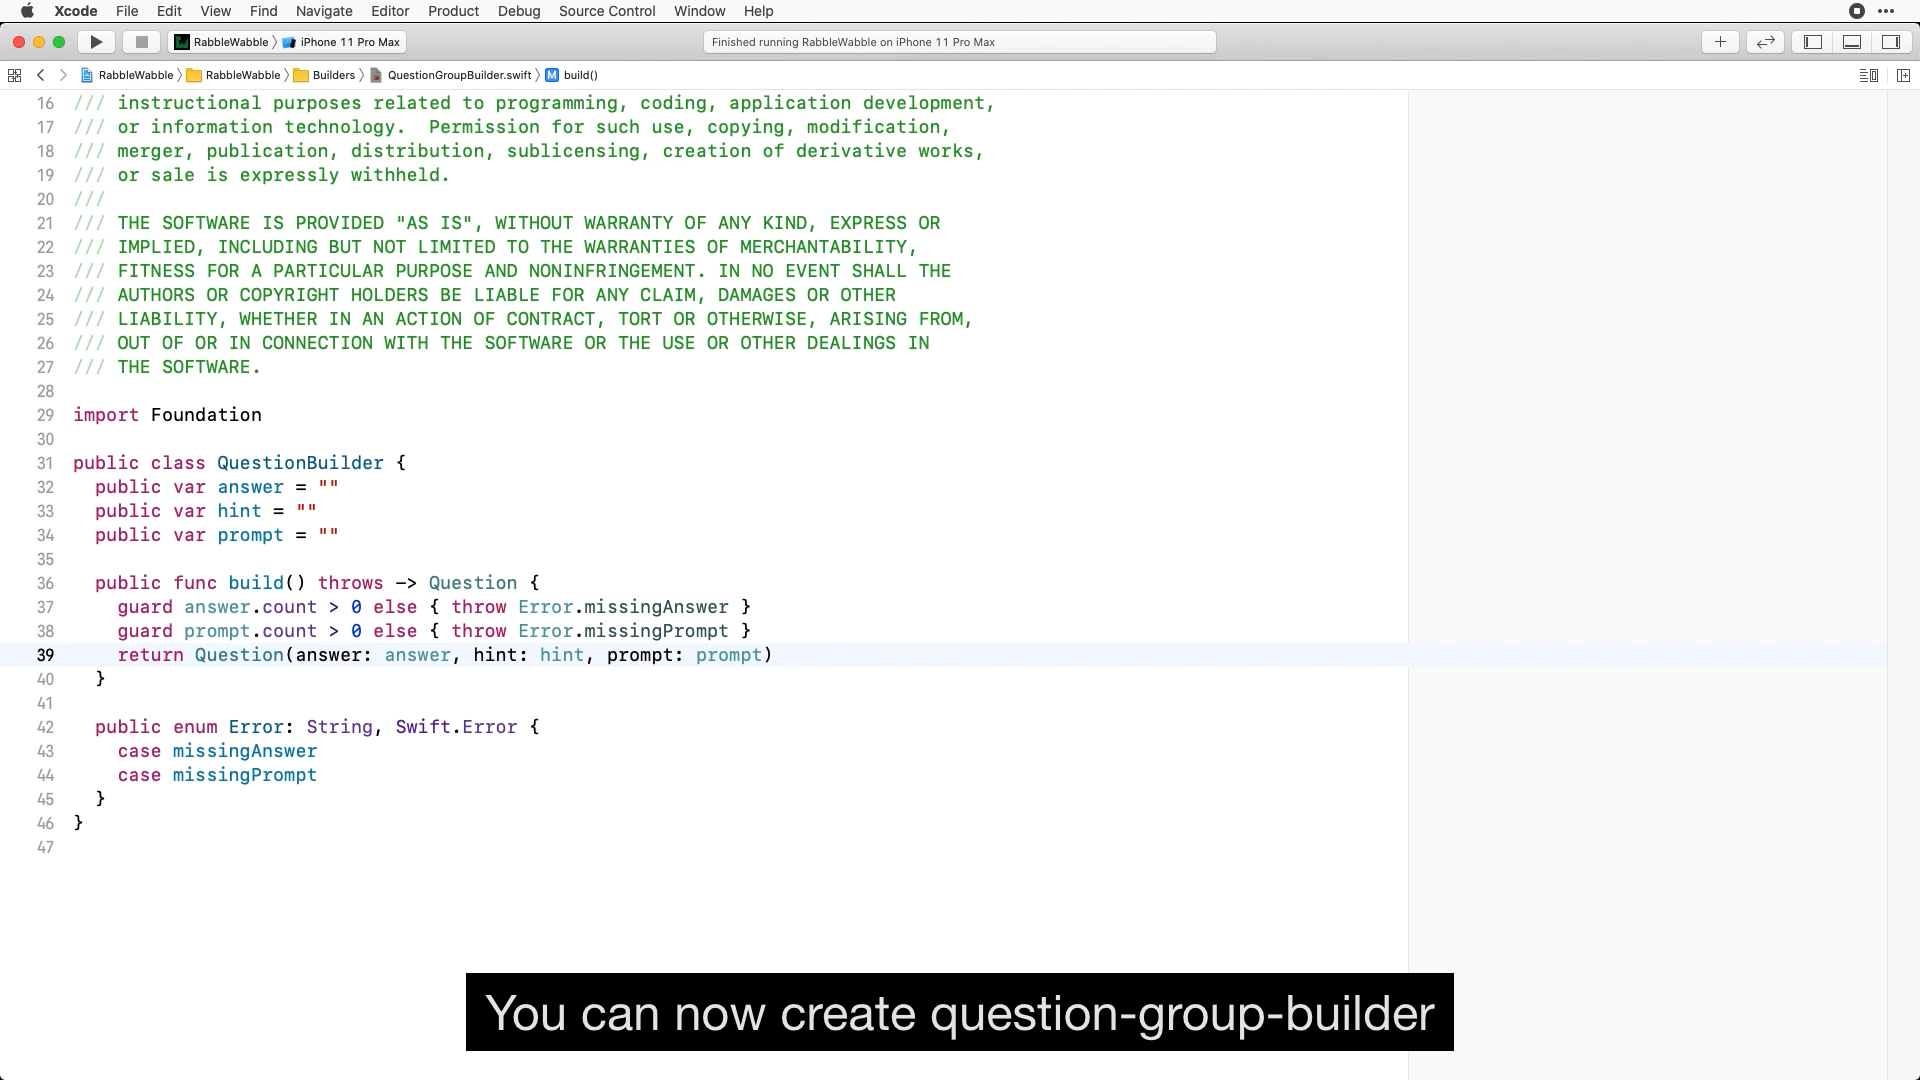 Xcode File Edit View Find Navigate Editor Product Debug Source Control Window Help
RabbleWabble iPhone 11 Pro Max
Finished running RabbleWabble on iPhone 11 Pro Max
RabbleWabble RabbleWabble Builders QuestionGroupBuilder.swift M build()
16 /// instructional purposes related to programming, coding, application development,
17 /// or information technology.  Permission for such use, copying, modification,
18 /// merger, publication, distribution, sublicensing, creation of derivative works,
19 /// or sale is expressly withheld.
20 ///
21 /// THE SOFTWARE IS PROVIDED "AS IS", WITHOUT WARRANTY OF ANY KIND, EXPRESS OR
22 /// IMPLIED, INCLUDING BUT NOT LIMITED TO THE WARRANTIES OF MERCHANTABILITY,
23 /// FITNESS FOR A PARTICULAR PURPOSE AND NONINFRINGEMENT. IN NO EVENT SHALL THE
24 /// AUTHORS OR COPYRIGHT HOLDERS BE LIABLE FOR ANY CLAIM, DAMAGES OR OTHER
25 /// LIABILITY, WHETHER IN AN ACTION OF CONTRACT, TORT OR OTHERWISE, ARISING FROM,
26 /// OUT OF OR IN CONNECTION WITH THE SOFTWARE OR THE USE OR OTHER DEALINGS IN
27 /// THE SOFTWARE.
28
29 import Foundation
30
31 public class QuestionBuilder {
32   public var answer = ""
33   public var hint = ""
34   public var prompt = ""
35
36   public func build() throws -> Question {
37     guard answer.count > 0 else { throw Error.missingAnswer }
38     guard prompt.count > 0 else { throw Error.missingPrompt }
39     return Question(answer: answer, hint: hint, prompt: prompt)
40   }
41
42   public enum Error: String, Swift.Error {
43     case missingAnswer
44     case missingPrompt
45   }
46 }
47
You can now create question-group-builder